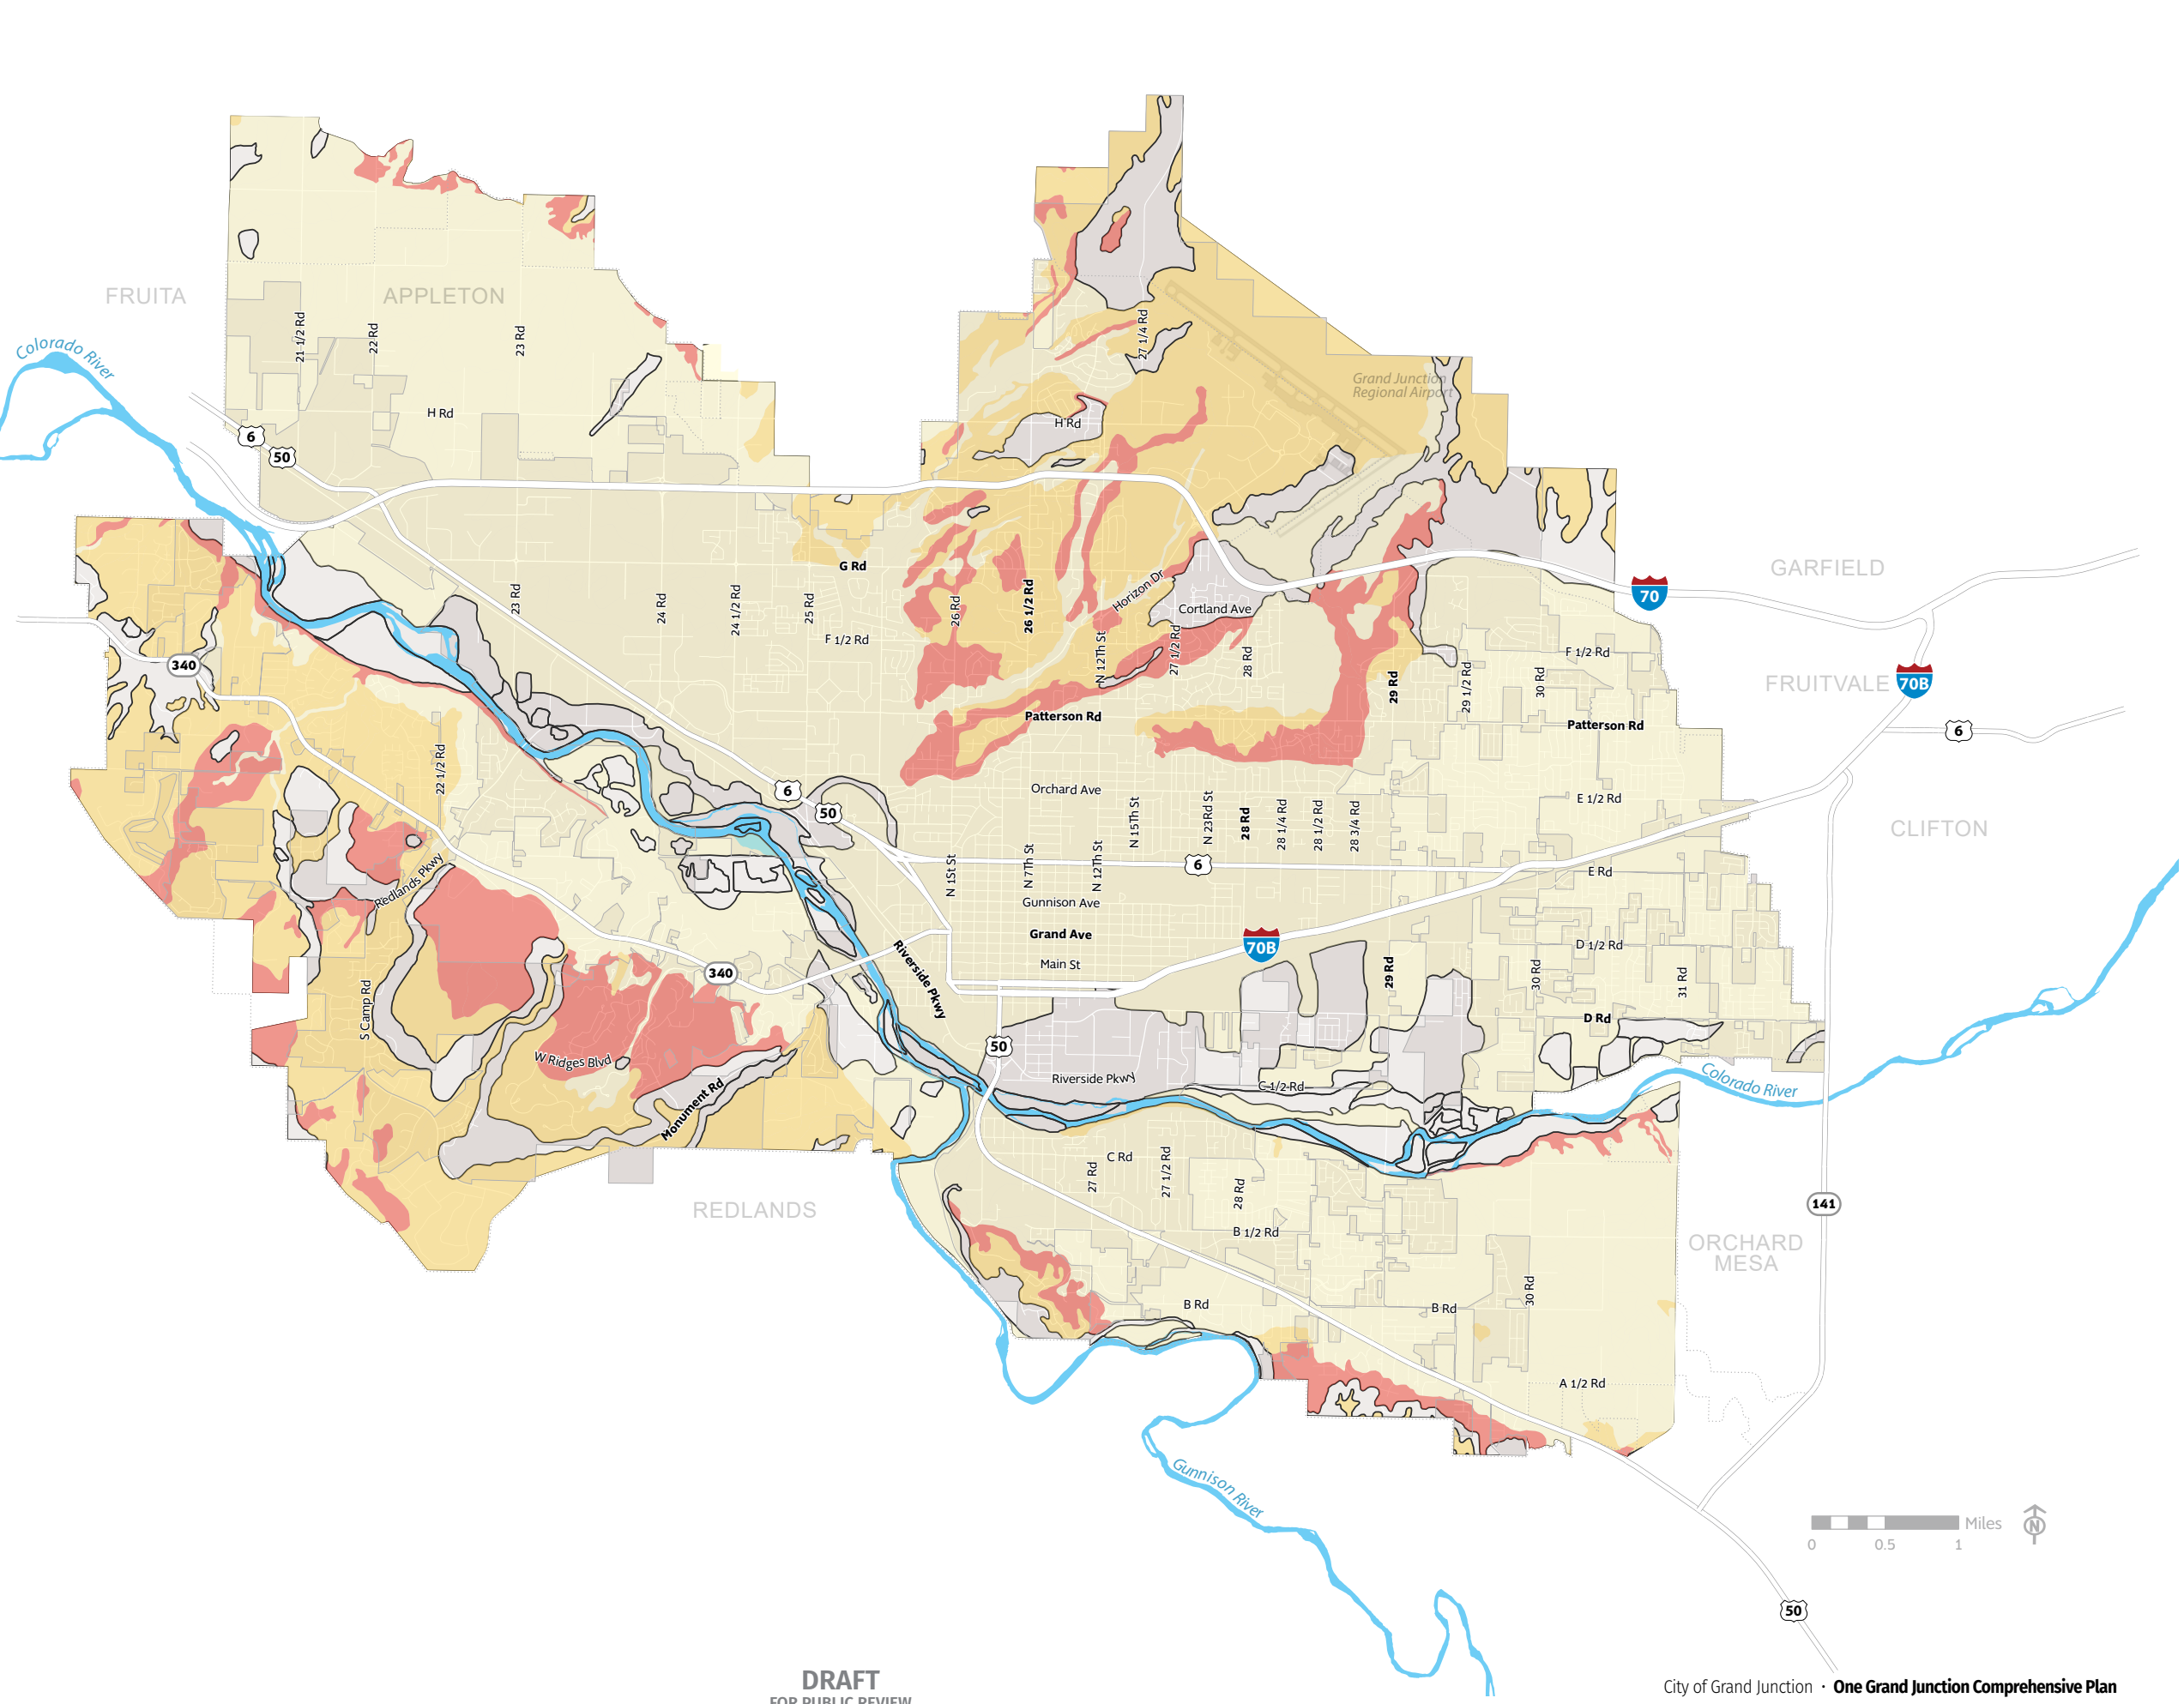 FRUITA
APPLETON
Colorado River
21 1/2 Rd
22 Rd
23 Rd
27 1/4 Rd
Grand Junction
Regional Airport
H Rd
H Rd
6
50
GARFIELD
G Rd
23 Rd
24 Rd
24 1/2 Rd
25 Rd
26 Rd
26 1/2 Rd
Horizon Dr
Cortland Ave
70
F 1/2 Rd
N 12Th St
27 1/2 Rd
28 Rd
29 Rd
29 1/2 Rd
30 Rd
F 1/2 Rd
340
FRUITVALE
70B
Patterson Rd
Patterson Rd
6
22 1/2 Rd
6
50
Orchard Ave
E 1/2 Rd
N 15Th St
N 23Rd St
28 Rd
28 1/4 Rd
28 1/2 Rd
28 3/4 Rd
CLIFTON
N 1St St
N 7Th St
N 12Th St
6
E Rd
Redlands Pkwy
Gunnison Ave
Grand Ave
70B
D 1/2 Rd
Main St
340
Riverside Pkwy
29 Rd
30 Rd
31 Rd
S Camp Rd
D Rd
50
W Ridges Blvd
Riverside Pkwy
C 1/2 Rd
Colorado River
Monument Rd
C Rd
27 Rd
27 1/2 Rd
28 Rd
141
REDLANDS
B 1/2 Rd
ORCHARD
MESA
30 Rd
B Rd
B Rd
A 1/2 Rd
Gunnison River
Miles
N
0
0.5
1
50
DRAFT
FOR PUBLIC REVIEW
City of Grand Junction · One Grand Junction Comprehensive Plan